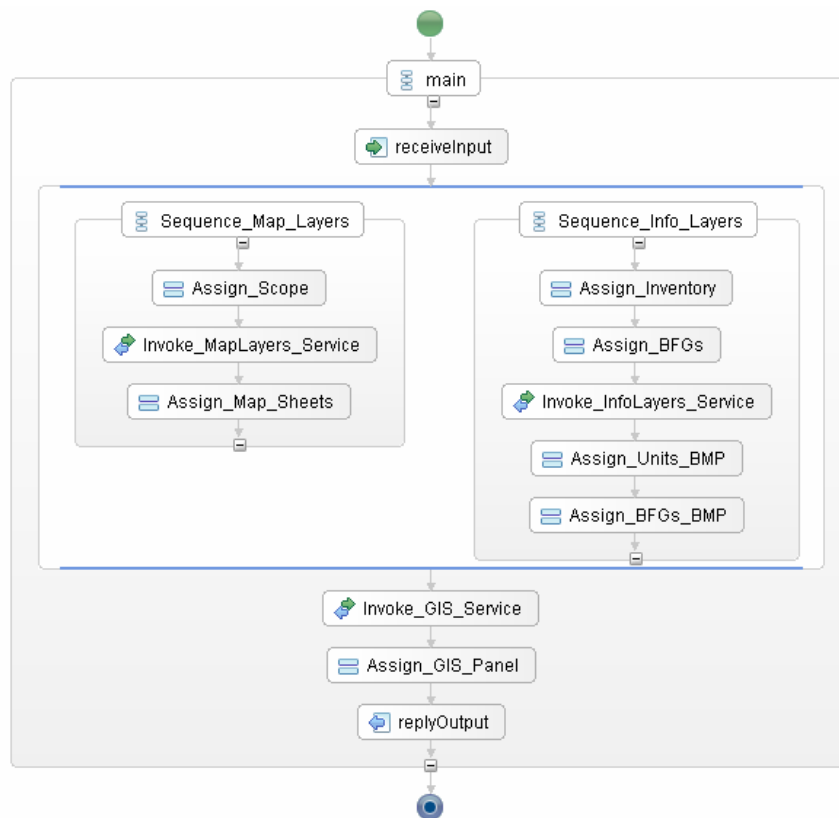 main
receiveInput
Sequence_Map_Layers
Assign_Scope
Invoke_MapLayers_Service
Assign_Map_Sheets
Sequence_Info_Layers
Assign_Inventory
Assign_BFGs
Invoke_InfoLayers_Service
Assign_Units_BMP
Assign_BFGs_BMP
Invoke_GIS_Service
Assign_GIS_Panel
replyOutput